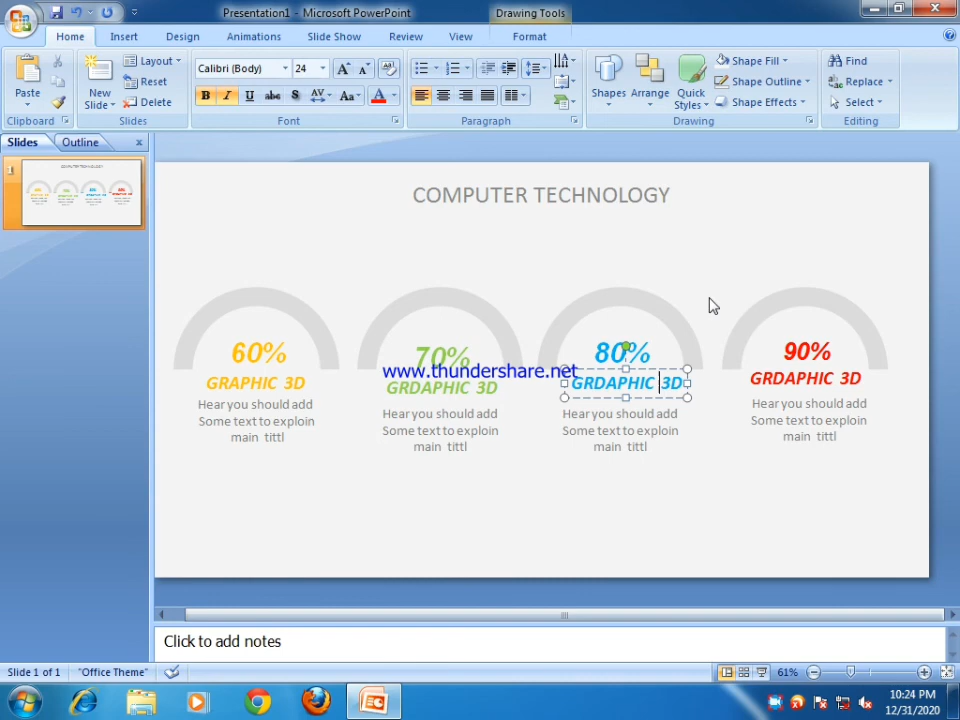 Presentation1 - Microsoft PowerPoint
Drawing Tools
Home Insert Design Animations Slide Show Review View Format
Paste
Clipboard
New Slide
Layout
Reset
Delete
Slides
Calibri (Body) 24
B I U abc S AV Aa A
Font
Paragraph
Shapes Arrange Quick Styles
Shape Fill
Shape Outline
Shape Effects
Drawing
Find
Replace
Select
Editing
Slides Outline
1
COMPUTER TECHNOLOGY
60%
GRAPHIC 3D
Hear you should add
Some text to exploin
main tittl
70%
GRDAPHIC 3D
Hear you should add
Some text to exploin
main tittl
80%
GRDAPHIC 3D
Hear you should add
Some text to exploin
main tittl
90%
GRDAPHIC 3D
Hear you should add
Some text to exploin
main tittl
www.thundershare.net
Click to add notes
Slide 1 of 1 "Office Theme" 61%
10:24 PM
12/31/2020